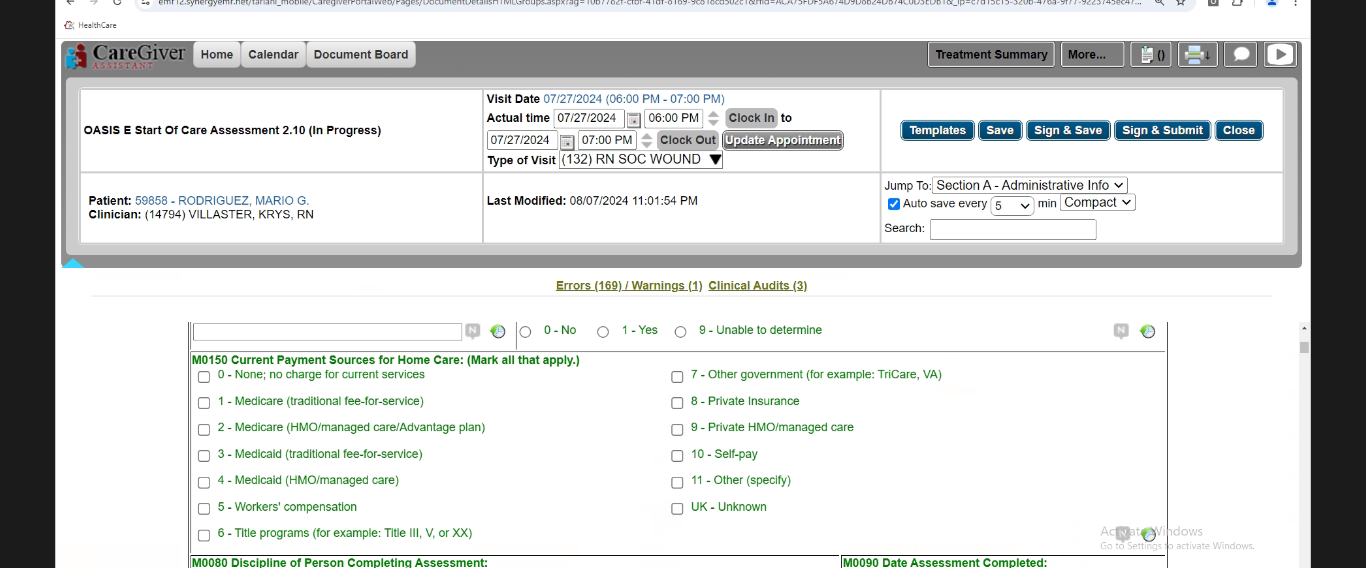 HealthCare
CareGiver
ASSISTANT
Home Calendar Document Board
Treatment Summary More... ()
OASIS E Start Of Care Assessment 2.10 (In Progress)
Visit Date 07/27/2024 (06:00 PM - 07:00 PM)
Actual time 07/27/2024 06:00 PM Clock In to
07/27/2024 07:00 PM Clock Out Update Appointment
Type of Visit (132) RN SOC WOUND
Templates Save Sign & Save Sign & Submit Close
Patient: 59858 - RODRIGUEZ, MARIO G.
Clinician: (14794) VILLASTER, KRYS, RN
Last Modified: 08/07/2024 11:01:54 PM
Jump To: Section A - Administrative Info
Auto save every 5 min Compact
Search:
Errors (169) / Warnings (1) Clinical Audits (3)
N 0 - No 1 - Yes 9 - Unable to determine N
M0150 Current Payment Sources for Home Care: (Mark all that apply.)
0 - None; no charge for current services
1 - Medicare (traditional fee-for-service)
2 - Medicare (HMO/managed care/Advantage plan)
3 - Medicaid (traditional fee-for-service)
4 - Medicaid (HMO/managed care)
5 - Workers' compensation
6 - Title programs (for example: Title III, V, or XX)
7 - Other government (for example: TriCare, VA)
8 - Private Insurance
9 - Private HMO/managed care
10 - Self-pay
11 - Other (specify)
UK - Unknown
N
Activate Windows
Go to Settings to activate Windows.
M0080 Discipline of Person Completing Assessment:
M0090 Date Assessment Completed: